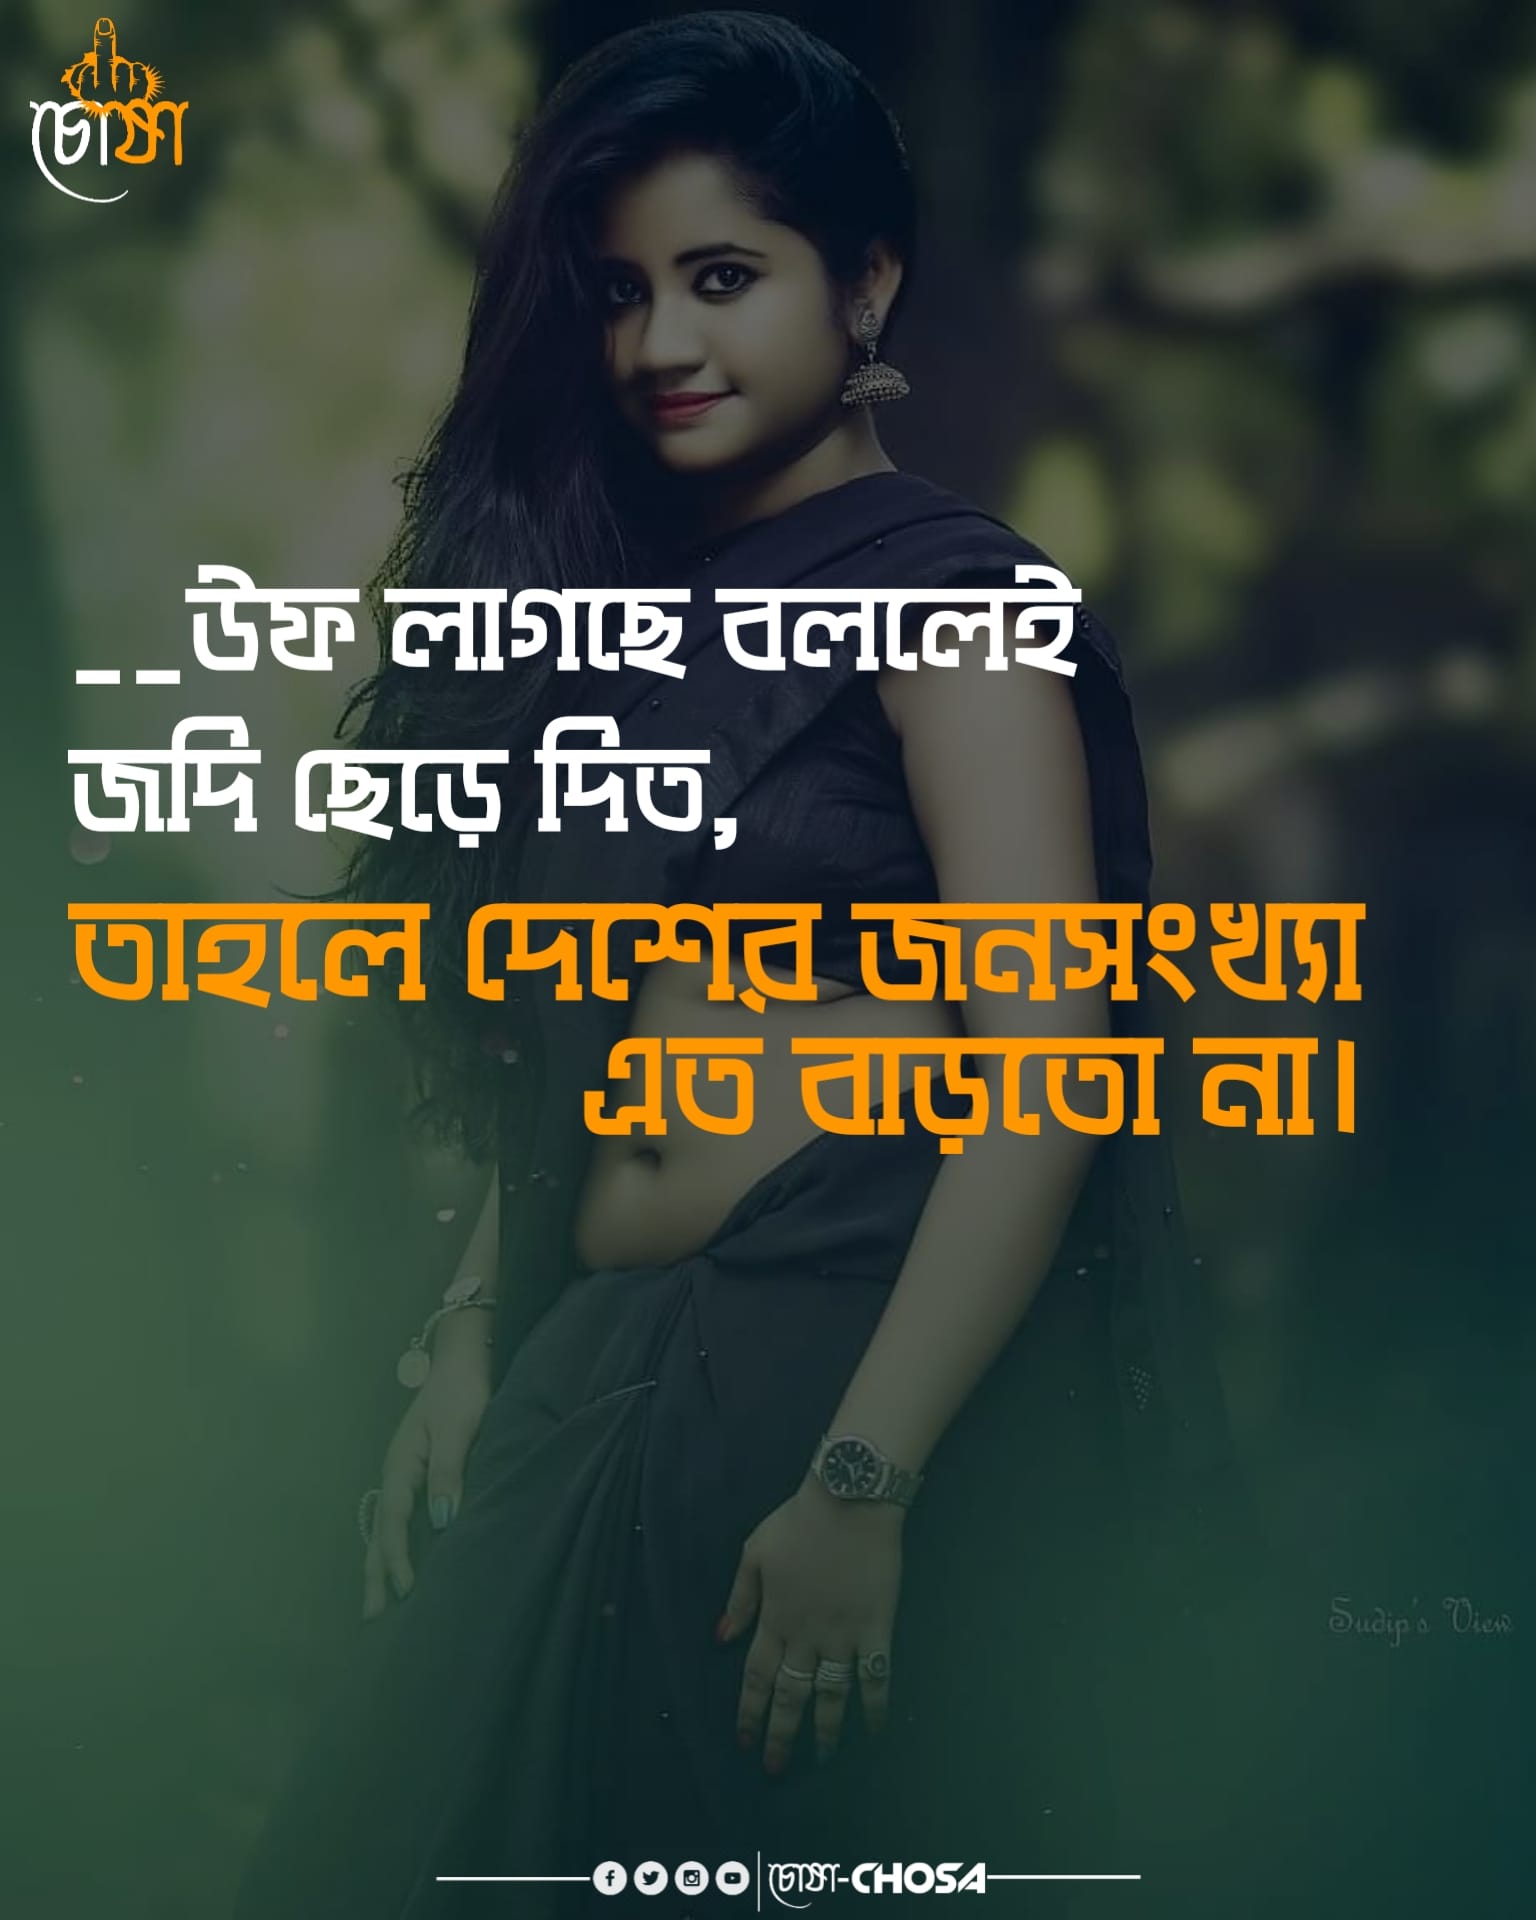 চোষা
__উফ লাগছে বললেই
জদি ছেড়ে দিত,
তাহলে দেশের জনসংখ্যা
এত বাড়তো না।
Sudip's View
চোষা-CHOSA